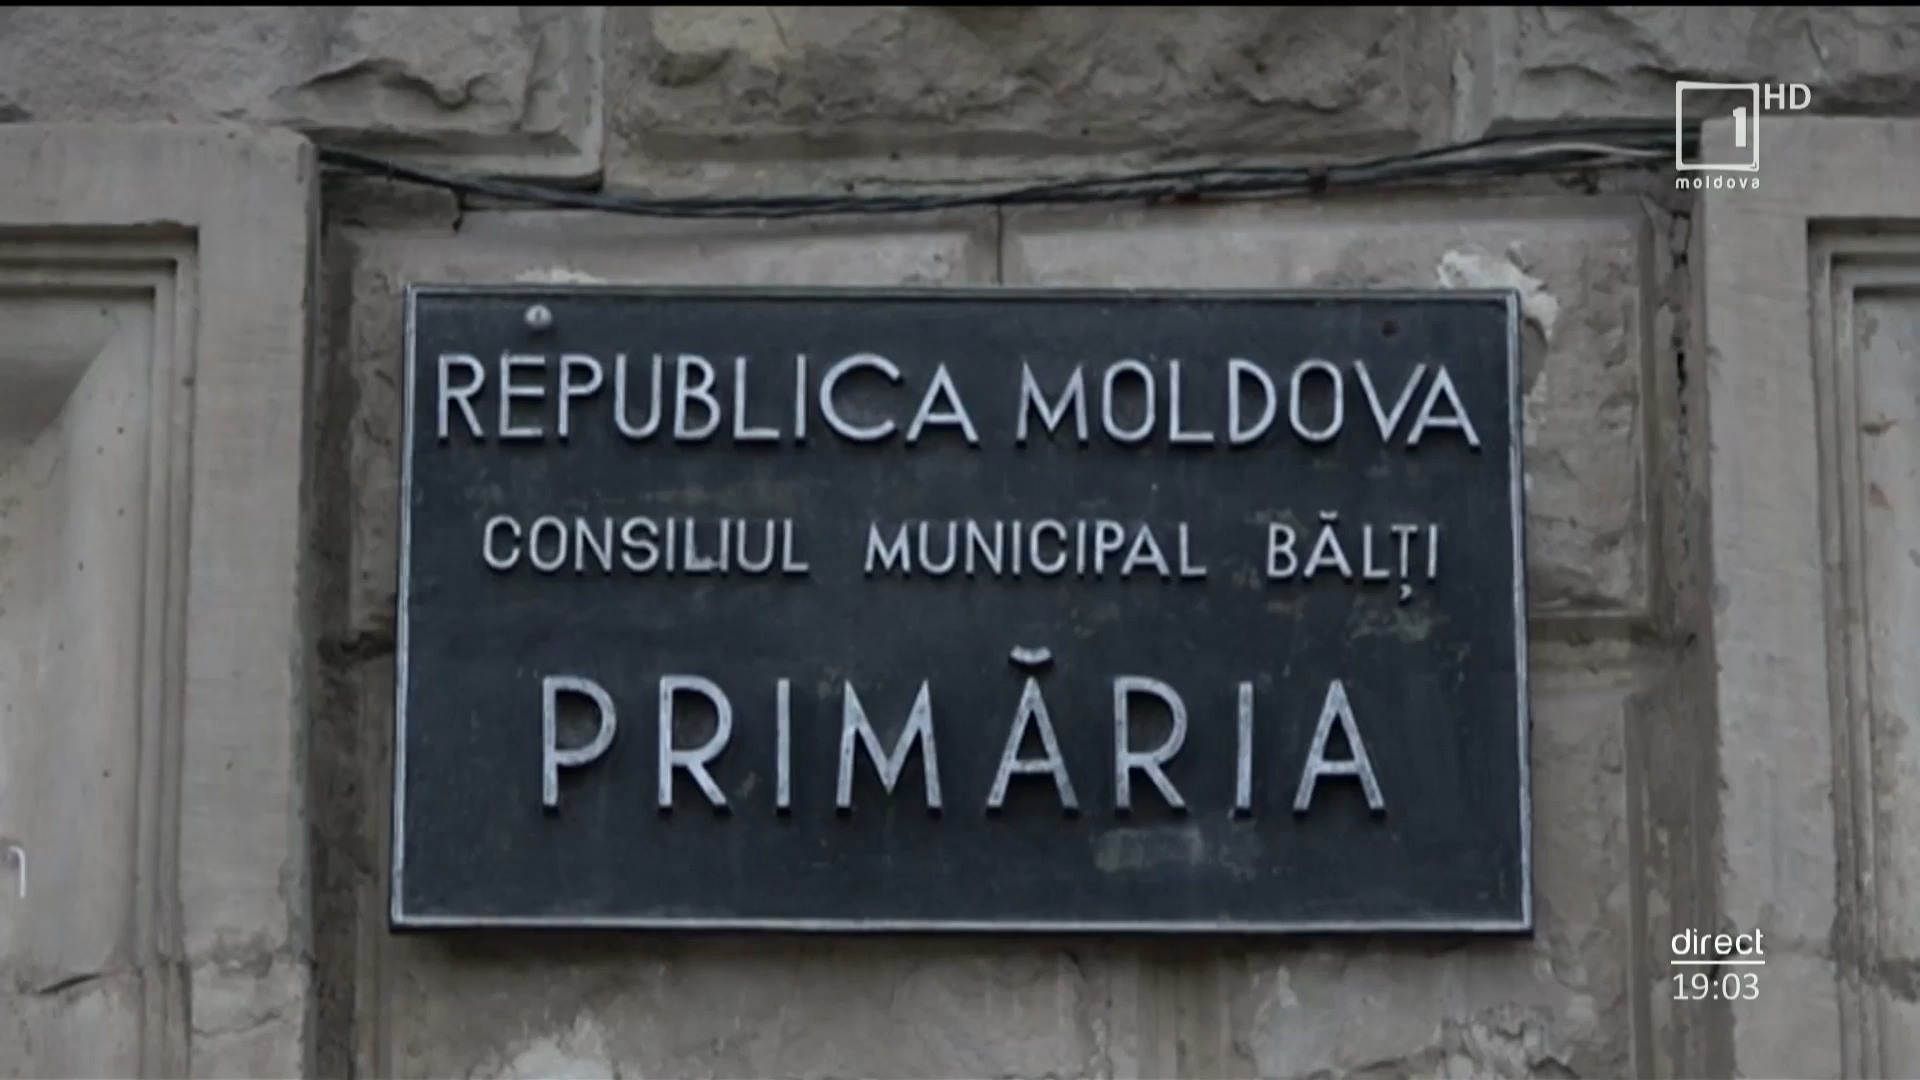 HD
1
moldova
REPUBLICA MOLDOVA
CONSILIUL MUNICIPAL BĂLȚI
PRIMĂRIA
direct
19:03